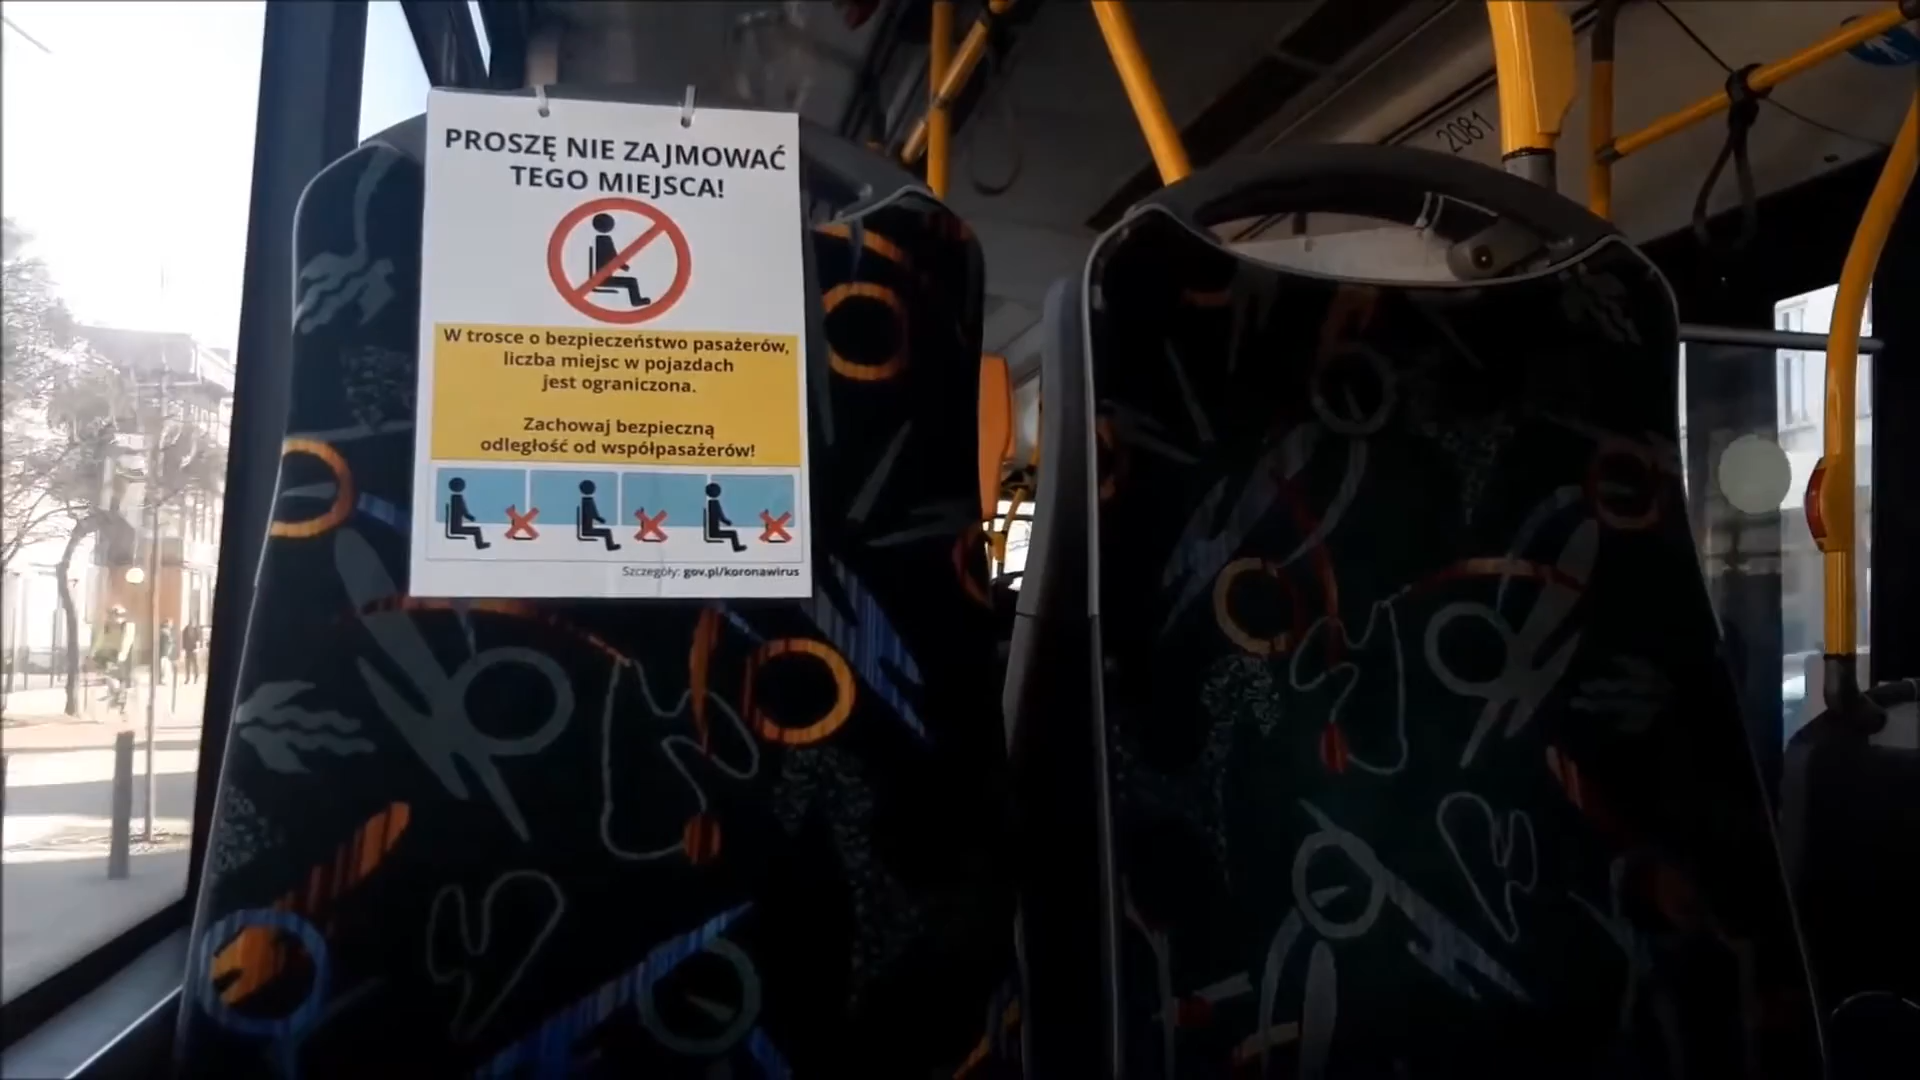 PROSZĘ NIE ZAJMOWAĆ
TEGO MIEJSCA!
W trosce o bezpieczeństwo pasażerów,
liczba miejsc w pojazdach
jest ograniczona.
Zachowaj bezpieczną
odległość od współpasażerów!
Szczegóły: gov.pl/koronawirus
2081